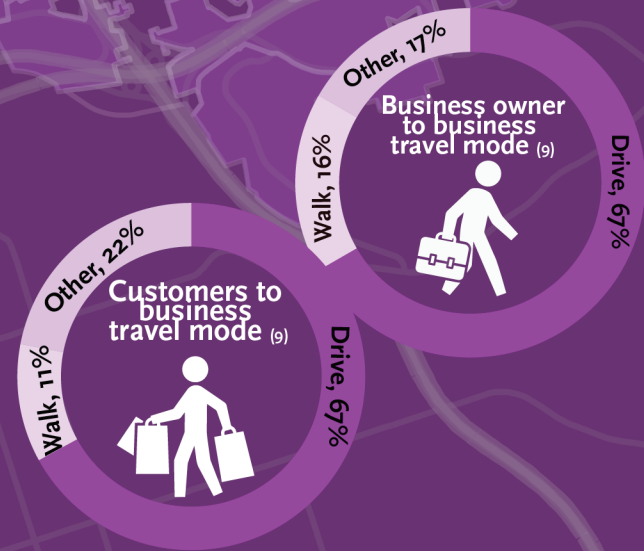 Other, 17%
Business owner
to business
travel mode (9)
Walk, 16%
Drive, 67%
Other, 22%
Customers to
business
travel mode (9)
Walk, 11%
Drive, 67%